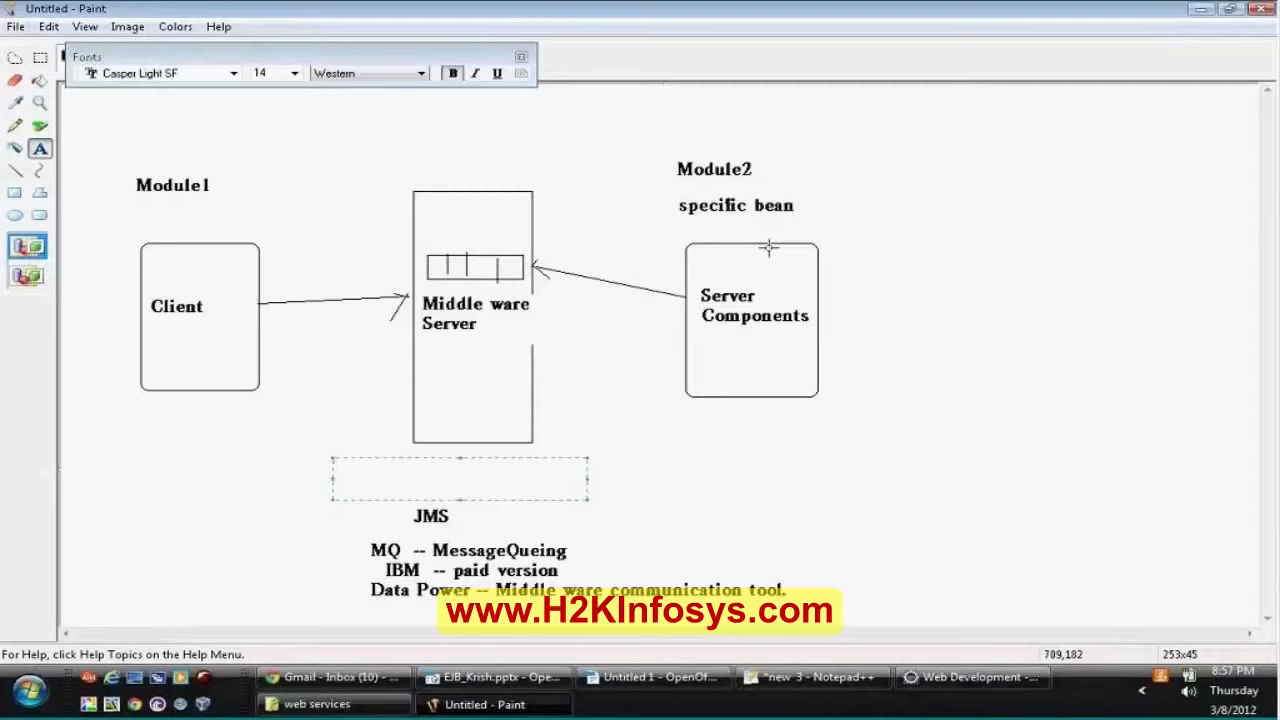 Untitled - Paint
File Edit View Image Colors Help
Fonts
Casper Light SF 14 Western B I U
A
Module1
Module2
specific bean
Client
Middle ware
Server
Server
Components
JMS
MQ -- MessageQueing
IBM -- paid version
Data Power -- Middle ware communication tool.
www.H2KInfosys.com
For Help, click Help Topics on the Help Menu.
709,182
253x45
Gmail - Inbox (10) - ...
EJB_Krish.pptx - Ope...
Untitled 1 - OpenOf...
*new 3 - Notepad++
Web Development -...
8:57 PM
Thursday
3/8/2012
web services
Untitled - Paint